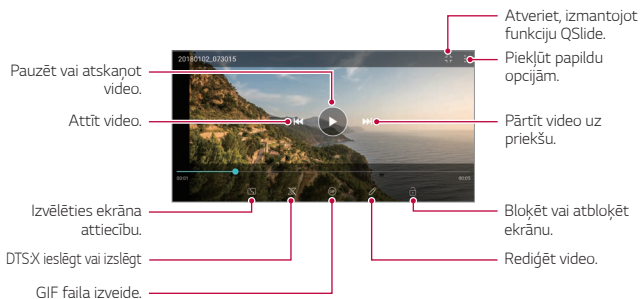 Atveriet, izmantojot
funkciju QSlide.
20180102_073015
Piekļūt papildu
opcijām.
Pauzēt vai atskaņot
video.
Attīt video.
Pārtīt video uz
priekšu.
00:01
00:05
Izvēlēties ekrāna
attiecību.
Bloķēt vai atbloķēt
ekrānu.
DTS:X ieslēgt vai izslēgt
Rediģēt video.
GIF faila izveide.